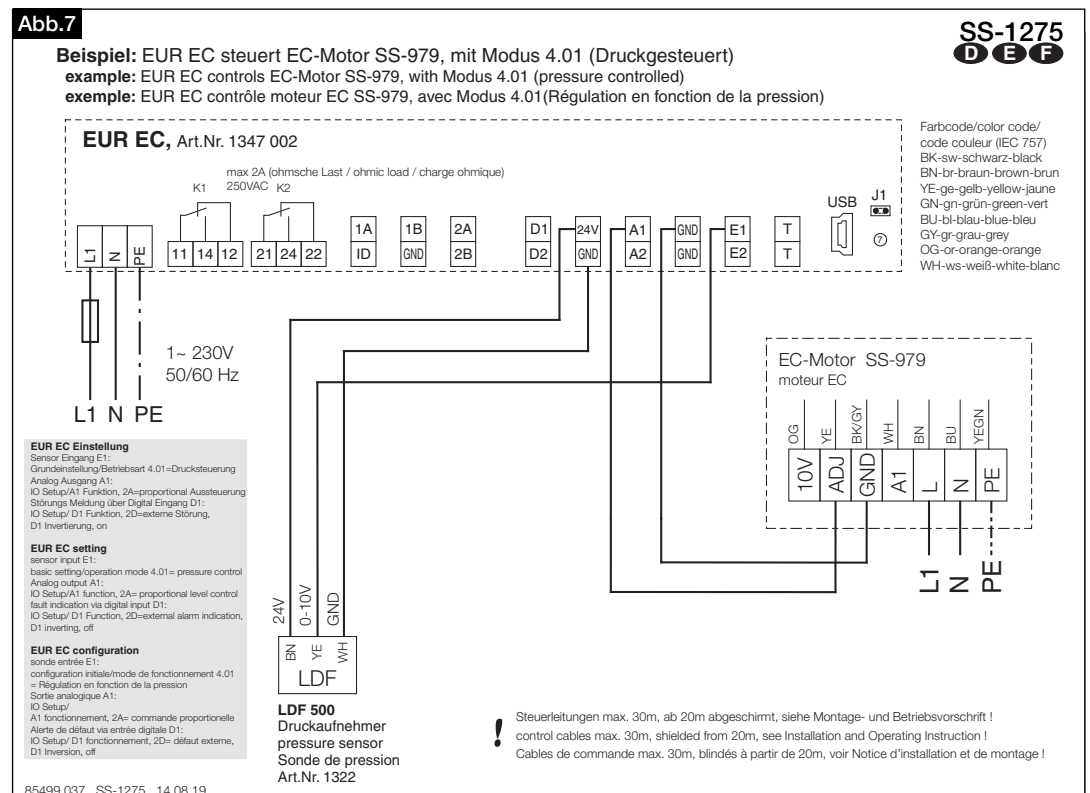 Abb.7
SS-1275
D E F
Beispiel: EUR EC steuert EC-Motor SS-979, mit Modus 4.01 (Druckgesteuert)
example: EUR EC controls EC-Motor SS-979, with Modus 4.01 (pressure controlled)
exemple: EUR EC contrôle moteur EC SS-979, avec Modus 4.01(Régulation en fonction de la pression)
EUR EC, Art.Nr. 1347 002
max 2A (ohmsche Last / ohmic load / charge ohmique)
250VAC
K1
K2
L1 N PE
11 14 12
21 24 22
1A
ID
1B
GND
2A
2B
D1
D2
24V
GND
A1
A2
GND
GND
E1
E2
T
T
USB
J1
7
Farbcode/color code/
code couleur (IEC 757)
BK-sw-schwarz-black
BN-br-braun-brown-brun
YE-ge-gelb-yellow-jaune
GN-gn-grün-green-vert
BU-bl-blau-blue-bleu
GY-gr-grau-grey
OG-or-orange-orange
WH-ws-weiß-white-blanc
1~ 230V
50/60 Hz
L1 N PE
EC-Motor SS-979
moteur EC
OG YE BK/GY WH BN BU YEGN
10V ADJ GND A1 L N PE
L1 N PE
EUR EC Einstellung
Sensor Eingang E1:
Grundeinstellung/Betriebsart 4.01=Drucksteuerung
Analog Ausgang A1:
IO Setup/A1 Funktion, 2A=proportional Aussteuerung
Störungs Meldung über Digital Eingang D1:
IO Setup/ D1 Funktion, 2D=externe Störung,
D1 Invertierung, on
EUR EC setting
sensor input E1:
basic setting/operation mode 4.01= pressure control
Analog output A1:
IO Setup/A1 function, 2A= proportional level control
fault indication via digital input D1:
IO Setup/ D1 Function, 2D=external alarm indication,
D1 inverting, off
EUR EC configuration
sonde entrée E1:
configuration initiale/mode de fonctionnement 4.01
= Régulation en fonction de la pression
Sortie analogique A1:
IO Setup/
A1 fonctionnement, 2A= commande proportionelle
Alerte de défaut via entrée digitale D1:
IO Setup/ D1 fonctionnement, 2D= défaut externe,
D1 Inversion, off
24V 0-10V GND
BN YE WH
LDF
LDF 500
Druckaufnehmer
pressure sensor
Sonde de pression
Art.Nr. 1322
!
Steuerleitungen max. 30m, ab 20m abgeschirmt, siehe Montage- und Betriebsvorschrift !
control cables max. 30m, shielded from 20m, see Installation and Operating Instruction !
Cables de commande max. 30m, blindés à partir de 20m, voir Notice d'installation et de montage !
85499.037 SS-1275 14.08.19